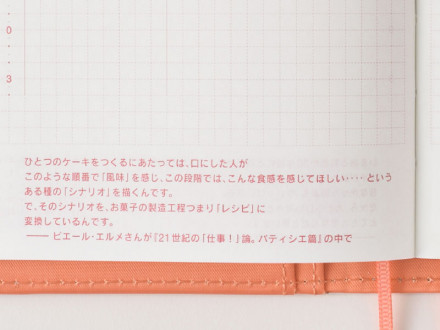 0
3
ひとつのケーキをつくるにあたっては、口にした人が
このような順番で「風味」を感じ、この段階では、こんな食感を感じてほしい‥‥という
ある種の「シナリオ」を描くんです。
で、そのシナリオを、お菓子の製造工程つまり「レシピ」に
変換しているんです。
―― ピエール・エルメさんが『21世紀の「仕事！」論。パティシエ篇』の中で